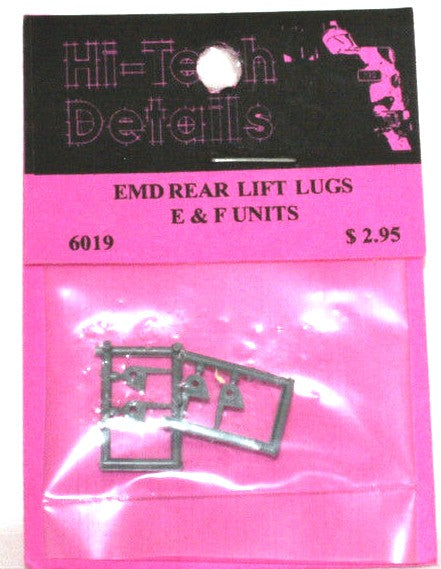 Hi-Tech
Details
EMD REAR LIFT LUGS
E & F UNITS
6019 $ 2.95